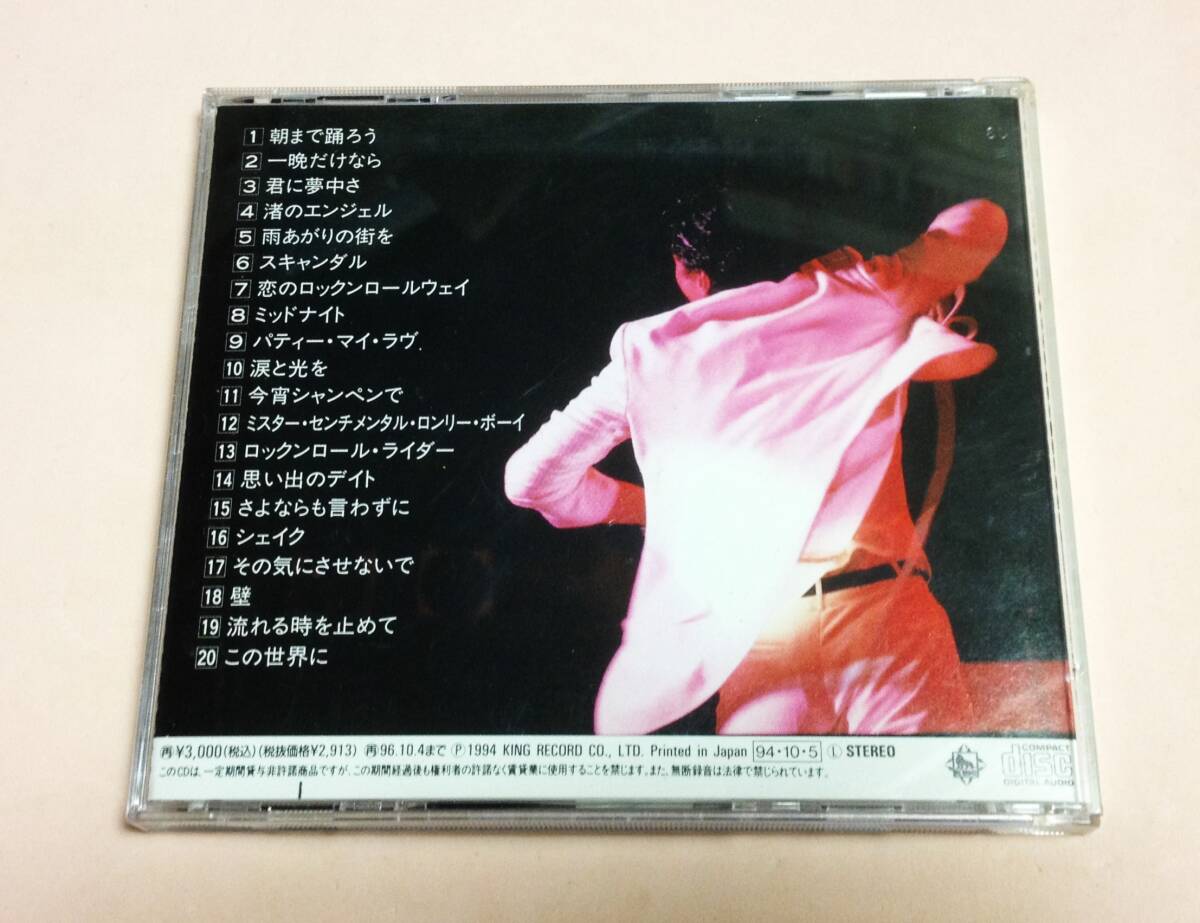 1 朝まで踊ろう
2 一晩だけなら
3 君に夢中さ
4 渚のエンジェル
5 雨あがりの街を
6 スキャンダル
7 恋のロックンロールウェイ
8 ミッドナイト
9 パティー・マイ・ラヴ
10 涙と光を
11 今宵シャンペンで
12 ミスター・センチメンタル・ロンリー・ボーイ
13 ロックンロール・ライダー
14 思い出のデイト
15 さよならも言わずに
16 シェイク
17 その気にさせないで
18 壁
19 流れる時を止めて
20 この世界に
再¥3,000(税込)(税抜価格¥2,913) 再96.10.4まで Ⓟ1994 KING RECORD CO., LTD. Printed in Japan 94・10・5 Ⓛ STEREO
このCDは、一定期間貸与非許諾商品ですが、この期間経過後も権利者の許諾なく賃貸業に使用することを禁じます。また、無断録音は法律で禁じられています。
COMPACT
DISC
DIGITAL AUDIO